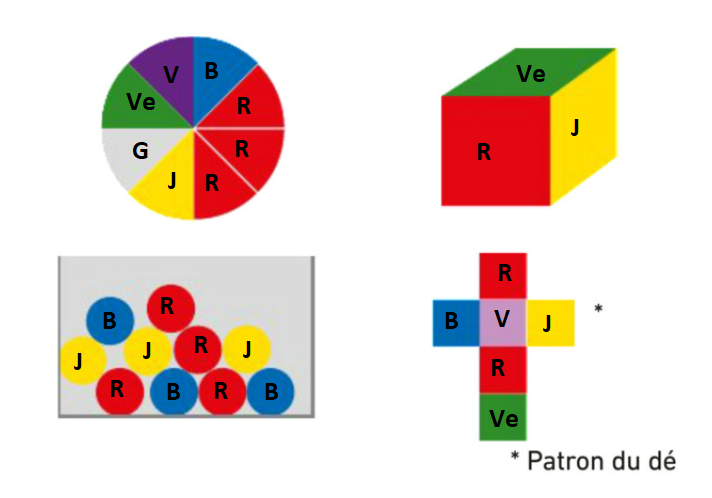 V B
Ve R
G R
J R
Ve
R J
R
B
J J R J
R B R B
R
B V J *
R
Ve
* Patron du dé